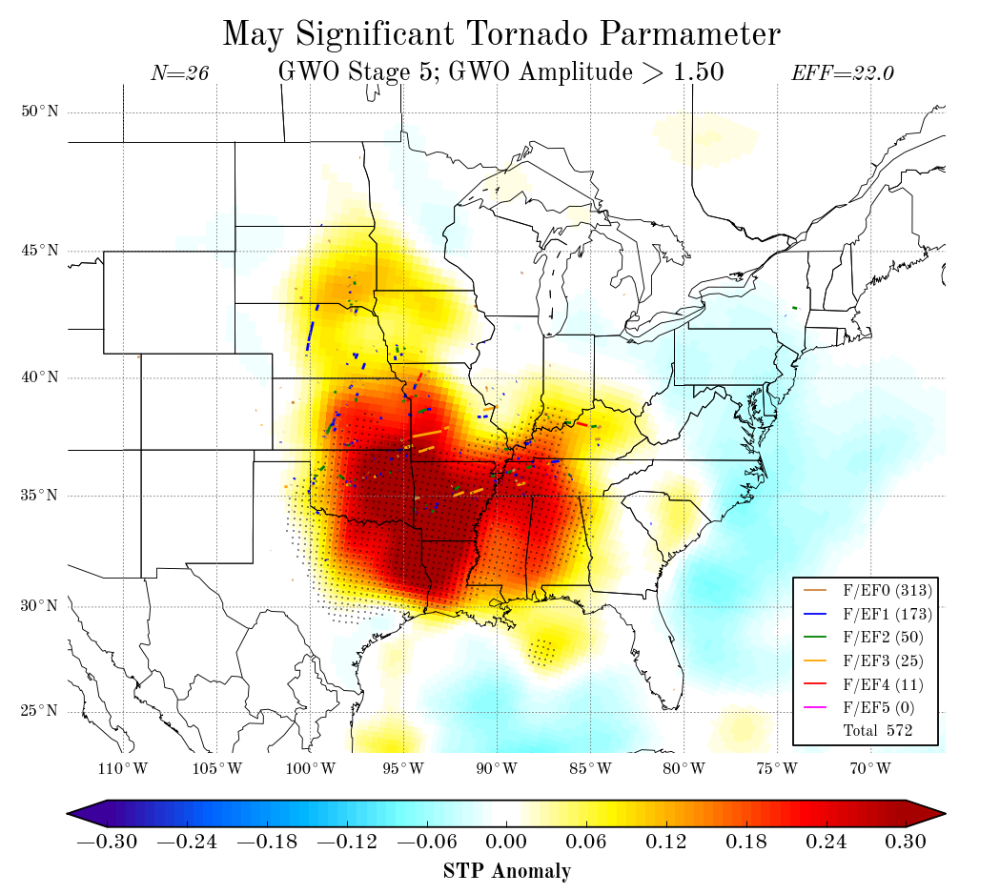 May Significant Tornado Parmameter
N=26 GWO Stage 5; GWO Amplitude > 1.50 EFF=22.0
50°N
45°N
40°N
35°N
30°N
25°N
F/EF0 (313)
F/EF1 (173)
F/EF2 (50)
F/EF3 (25)
F/EF4 (11)
F/EF5 (0)
Total 572
110°W 105°W 100°W 95°W 90°W 85°W 80°W 75°W 70°W
−0.30 −0.24 −0.18 −0.12 −0.06 0.00 0.06 0.12 0.18 0.24 0.30
STP Anomaly